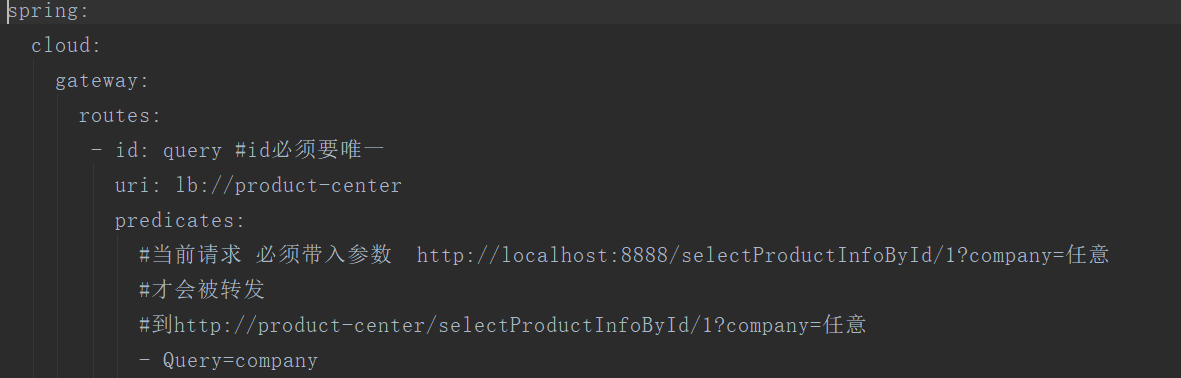 spring:
cloud:
gateway:
routes:
- id: query #id必须要唯一
uri: lb://product-center
predicates:
#当前请求 必须带入参数  http://localhost:8888/selectProductInfoById/1?company=任意
#才会被转发
#到http://product-center/selectProductInfoById/1?company=任意
- Query=company